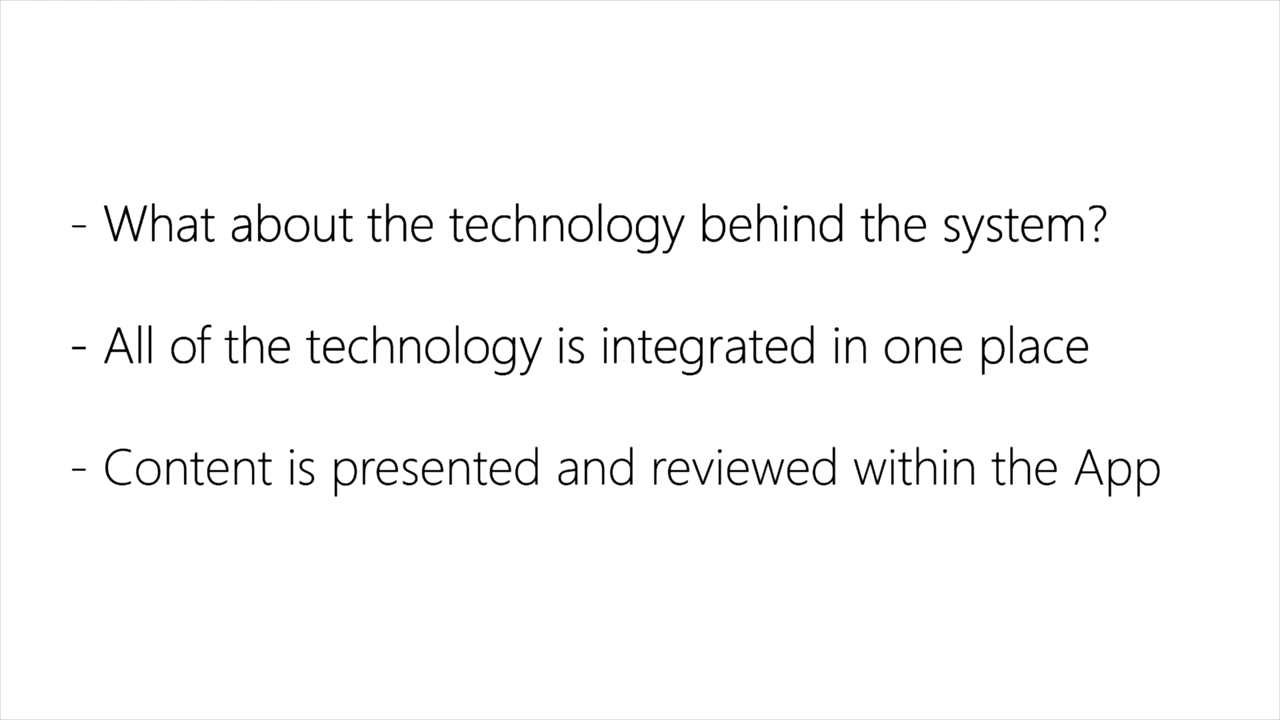 - What about the technology behind the system?
- All of the technology is integrated in one place
- Content is presented and reviewed within the App